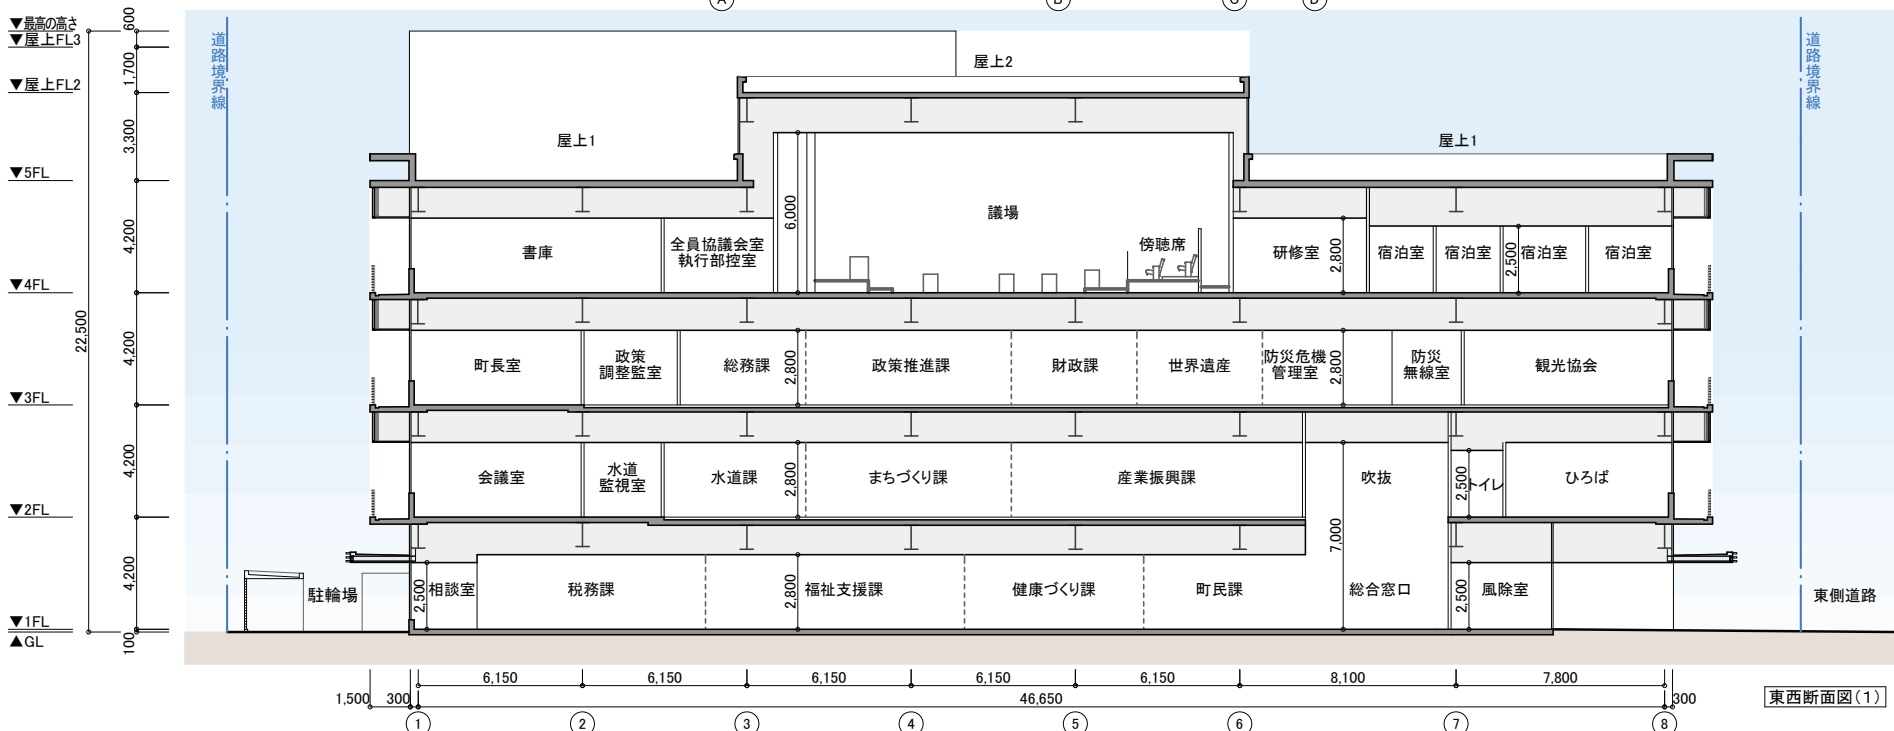 A B C D
▼最高の高さ
▼屋上FL3
▼屋上FL2
▼5FL
▼4FL
▼3FL
▼2FL
▼1FL
▲GL
22,500
600
1,700
3,300
4,200
4,200
4,200
4,200
100
道路境界線
道路境界線
屋上2
屋上1
屋上1
書庫
全員協議会室
執行部控室
6,000
議場
傍聴席
研修室
2,800
宿泊室
宿泊室
2,500
宿泊室
宿泊室
町長室
政策
調整監室
総務課
2,800
政策推進課
財政課
世界遺産
防災危機
管理室
2,800
防災
無線室
観光協会
会議室
水道
監視室
水道課
2,800
まちづくり課
産業振興課
吹抜
2,500
トイレ
ひろば
7,000
駐輪場
2,500
相談室
税務課
2,800
福祉支援課
健康づくり課
町民課
総合窓口
2,500
風除室
東側道路
6,150 6,150 6,150 6,150 6,150 8,100 7,800
1,500 300 46,650 300
1 2 3 4 5 6 7 8
東西断面図(1)